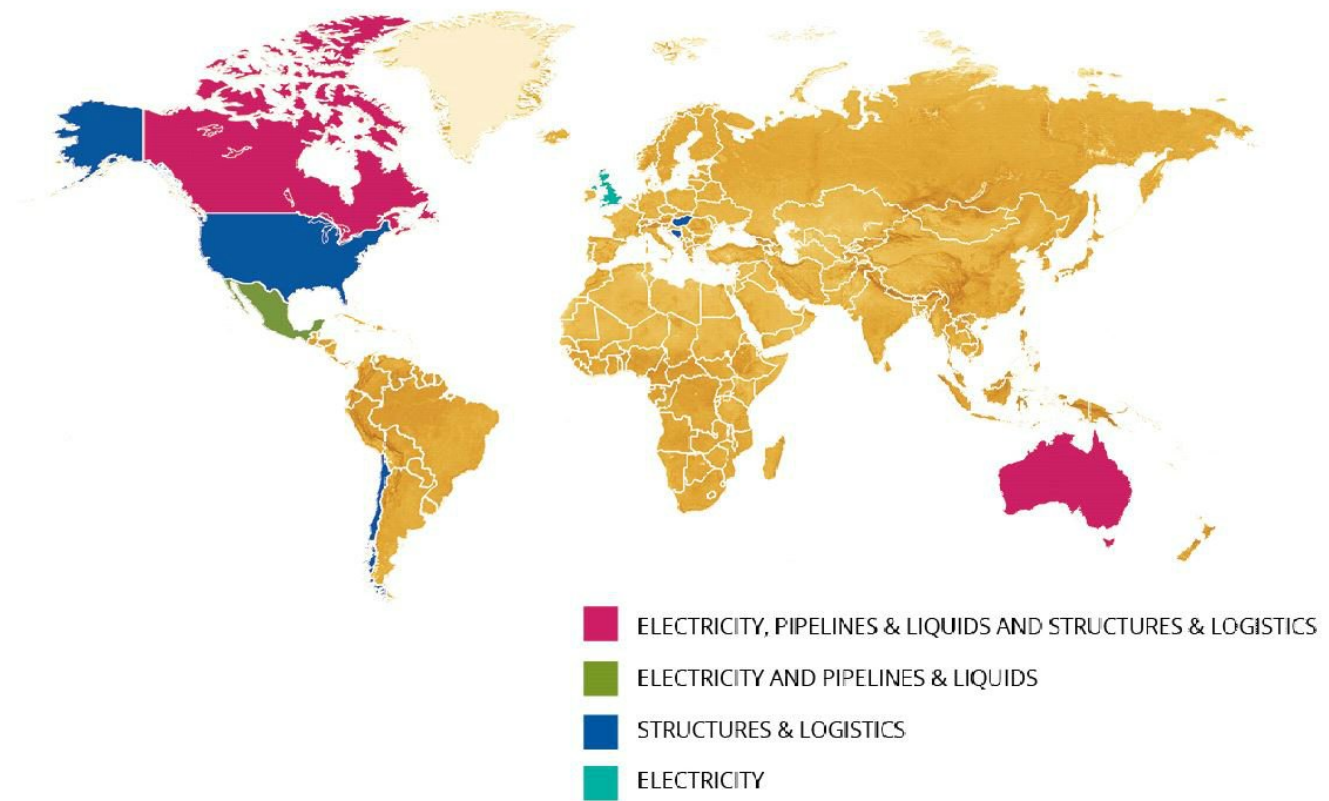 ELECTRICITY, PIPELINES & LIQUIDS AND STRUCTURES & LOGISTICS
ELECTRICITY AND PIPELINES & LIQUIDS
STRUCTURES & LOGISTICS
ELECTRICITY